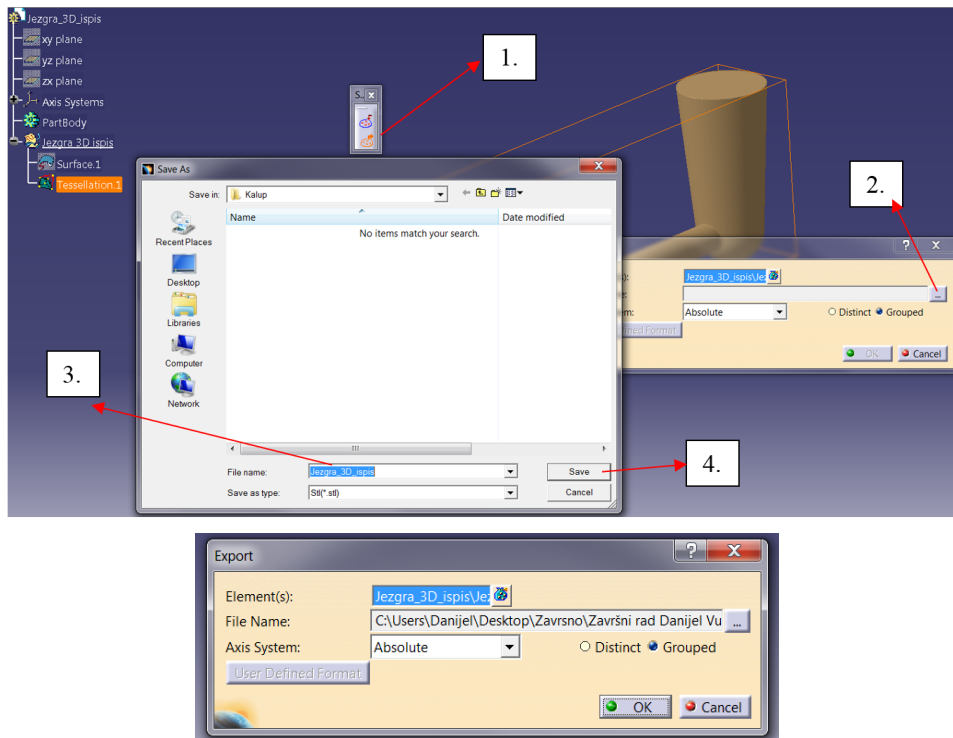 Jezgra_3D_ispis
xy plane
yz plane
zx plane
Axis Systems
PartBody
Jezgra 3D ispis
Surface.1
Tessellation.1
1.
S..
2.
3.
4.
Save As
Save in:
Kalup
Name
Date modified
No items match your search.
Recent Places
Desktop
Libraries
Computer
Network
File name:
Jezgra_3D_ispis
Save
Save as type:
Stl(*.stl)
Cancel
? X
Jezgra_3D_ispis\Je
...
Absolute
Distinct
Grouped
OK
Cancel
Export
? X
Element(s):
Jezgra_3D_ispis\Je
File Name:
C:\Users\Danijel\Desktop\Zavrsno\Završni rad Danijel Vu
...
Axis System:
Absolute
Distinct
Grouped
User Defined Format
OK
Cancel